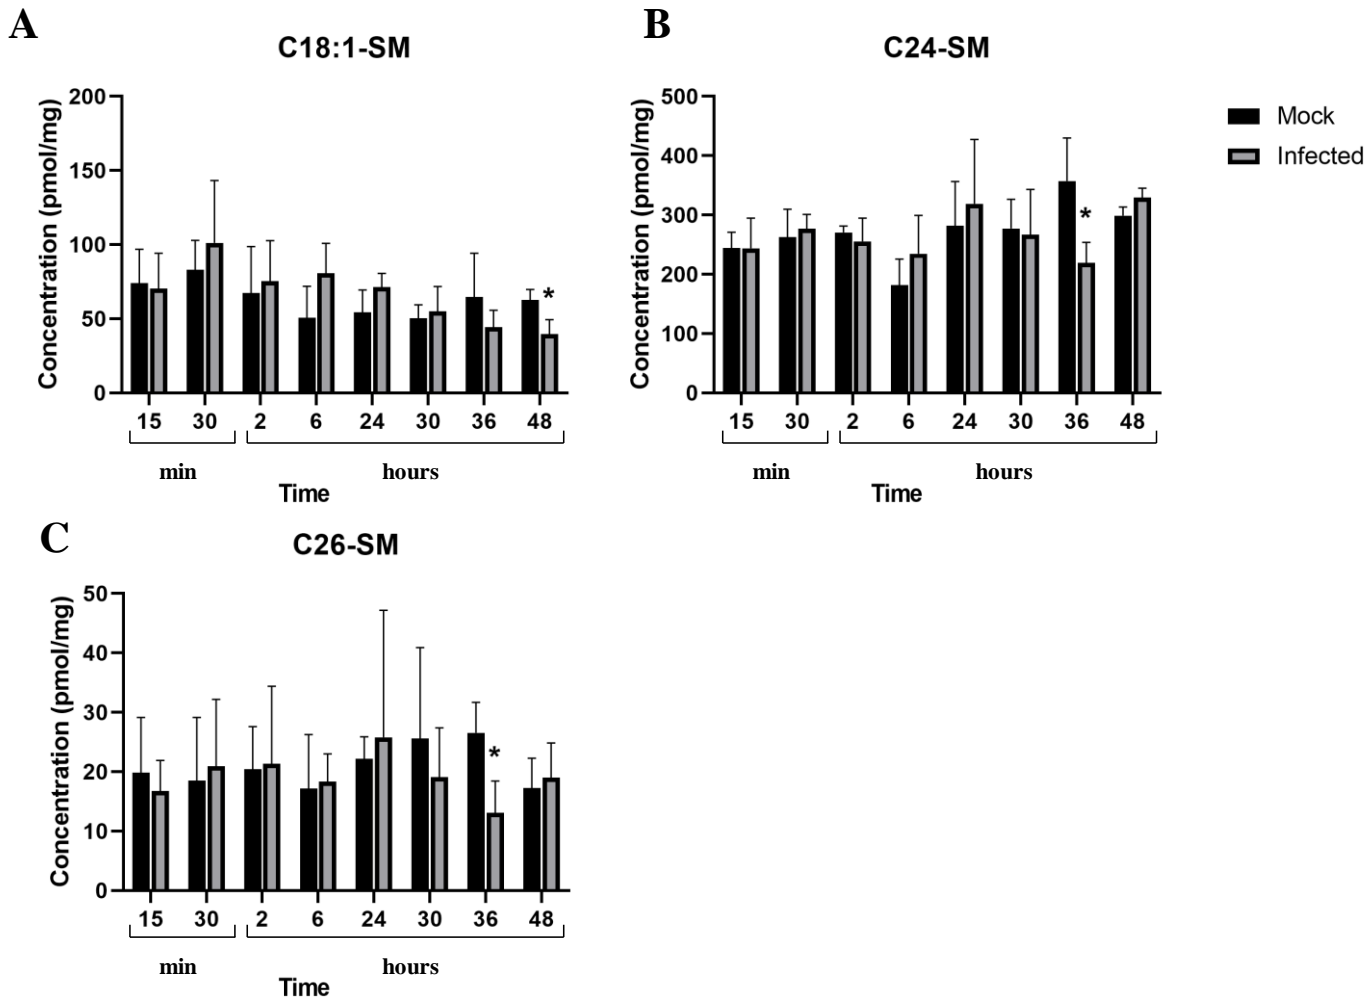 A
C18:1-SM
Concentration (pmol/mg)
200
150
100
50
0
15 30 2 6 24 30 36 48
*
min hours
Time
B
C24-SM
Concentration (pmol/mg)
500
400
300
200
100
0
15 30 2 6 24 30 36 48
*
min hours
Time
Mock
Infected
C
C26-SM
Concentration (pmol/mg)
50
40
30
20
10
0
15 30 2 6 24 30 36 48
*
min hours
Time